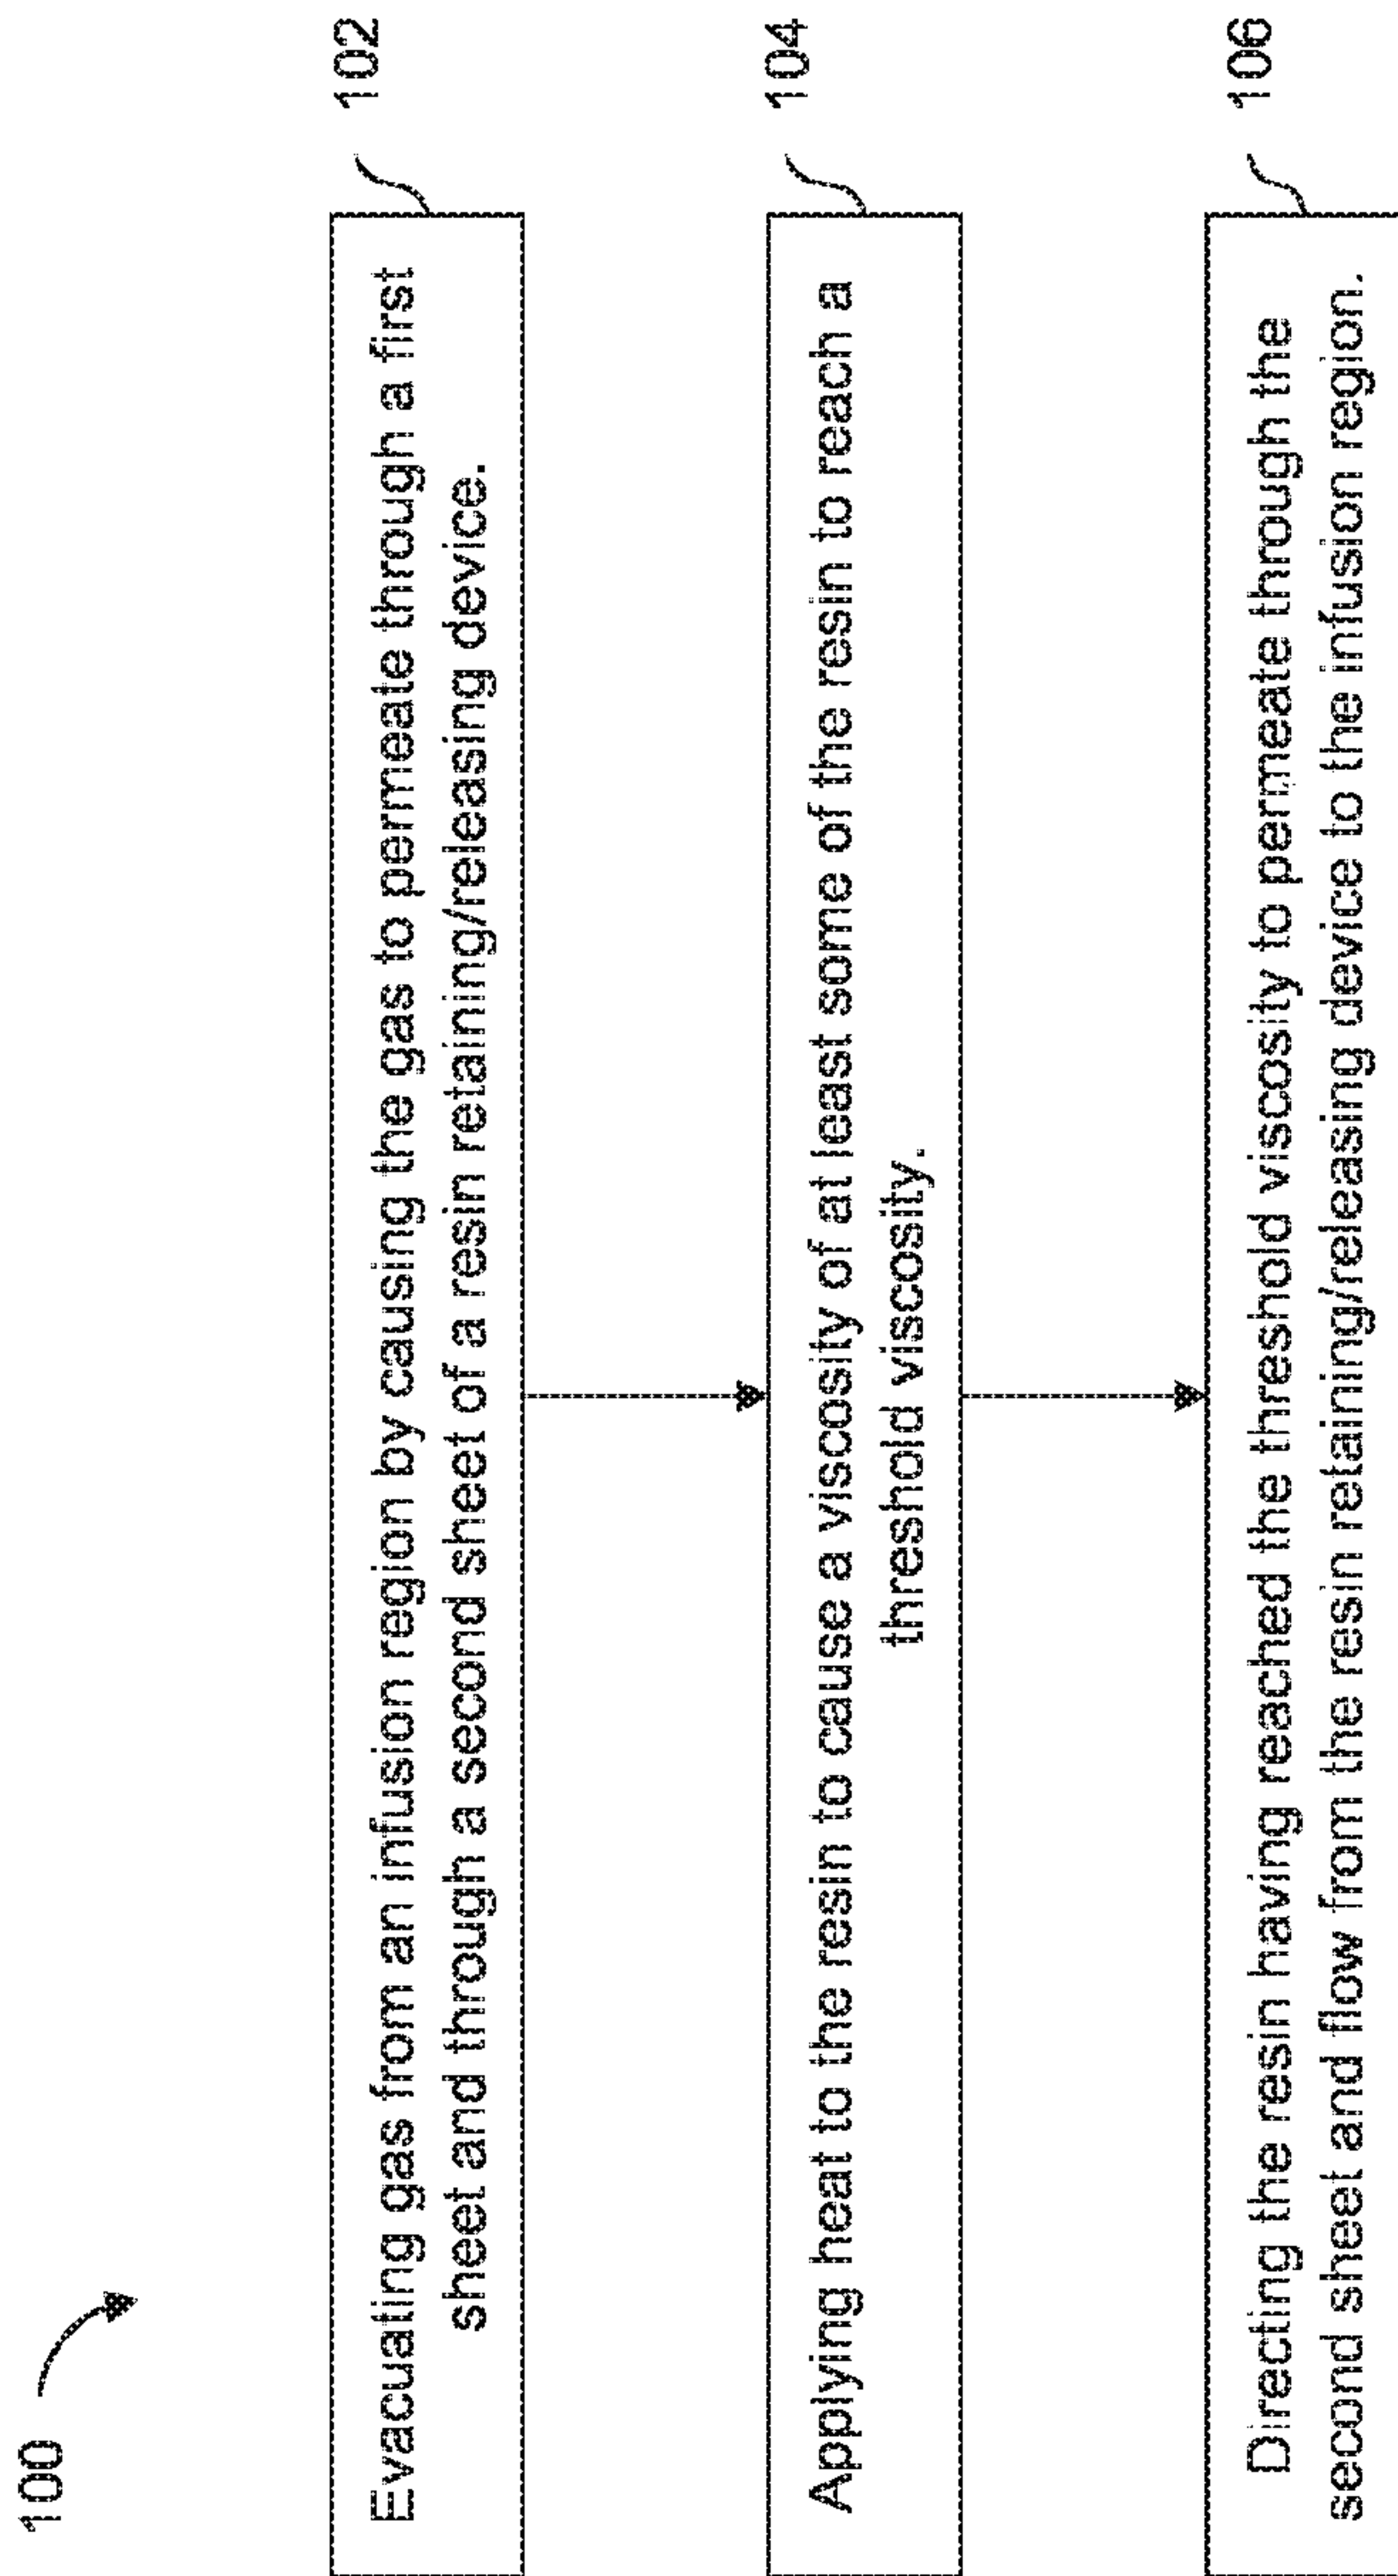 100
Evacuating gas from an infusion region by causing the gas to permeate through a first
sheet and through a second sheet of a resin retaining/releasing device.
102
Applying heat to the resin to cause a viscosity of at least some of the resin to reach a
threshold viscosity.
104
Directing the resin having reached the threshold viscosity to permeate through the
second sheet and flow from the resin retaining/releasing device to the infusion region.
106